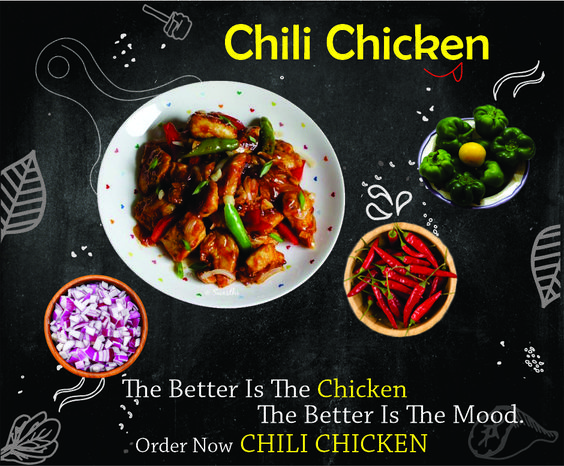 Chili Chicken
The Better Is The Chicken
The Better Is The Mood.
Order Now CHILI CHICKEN